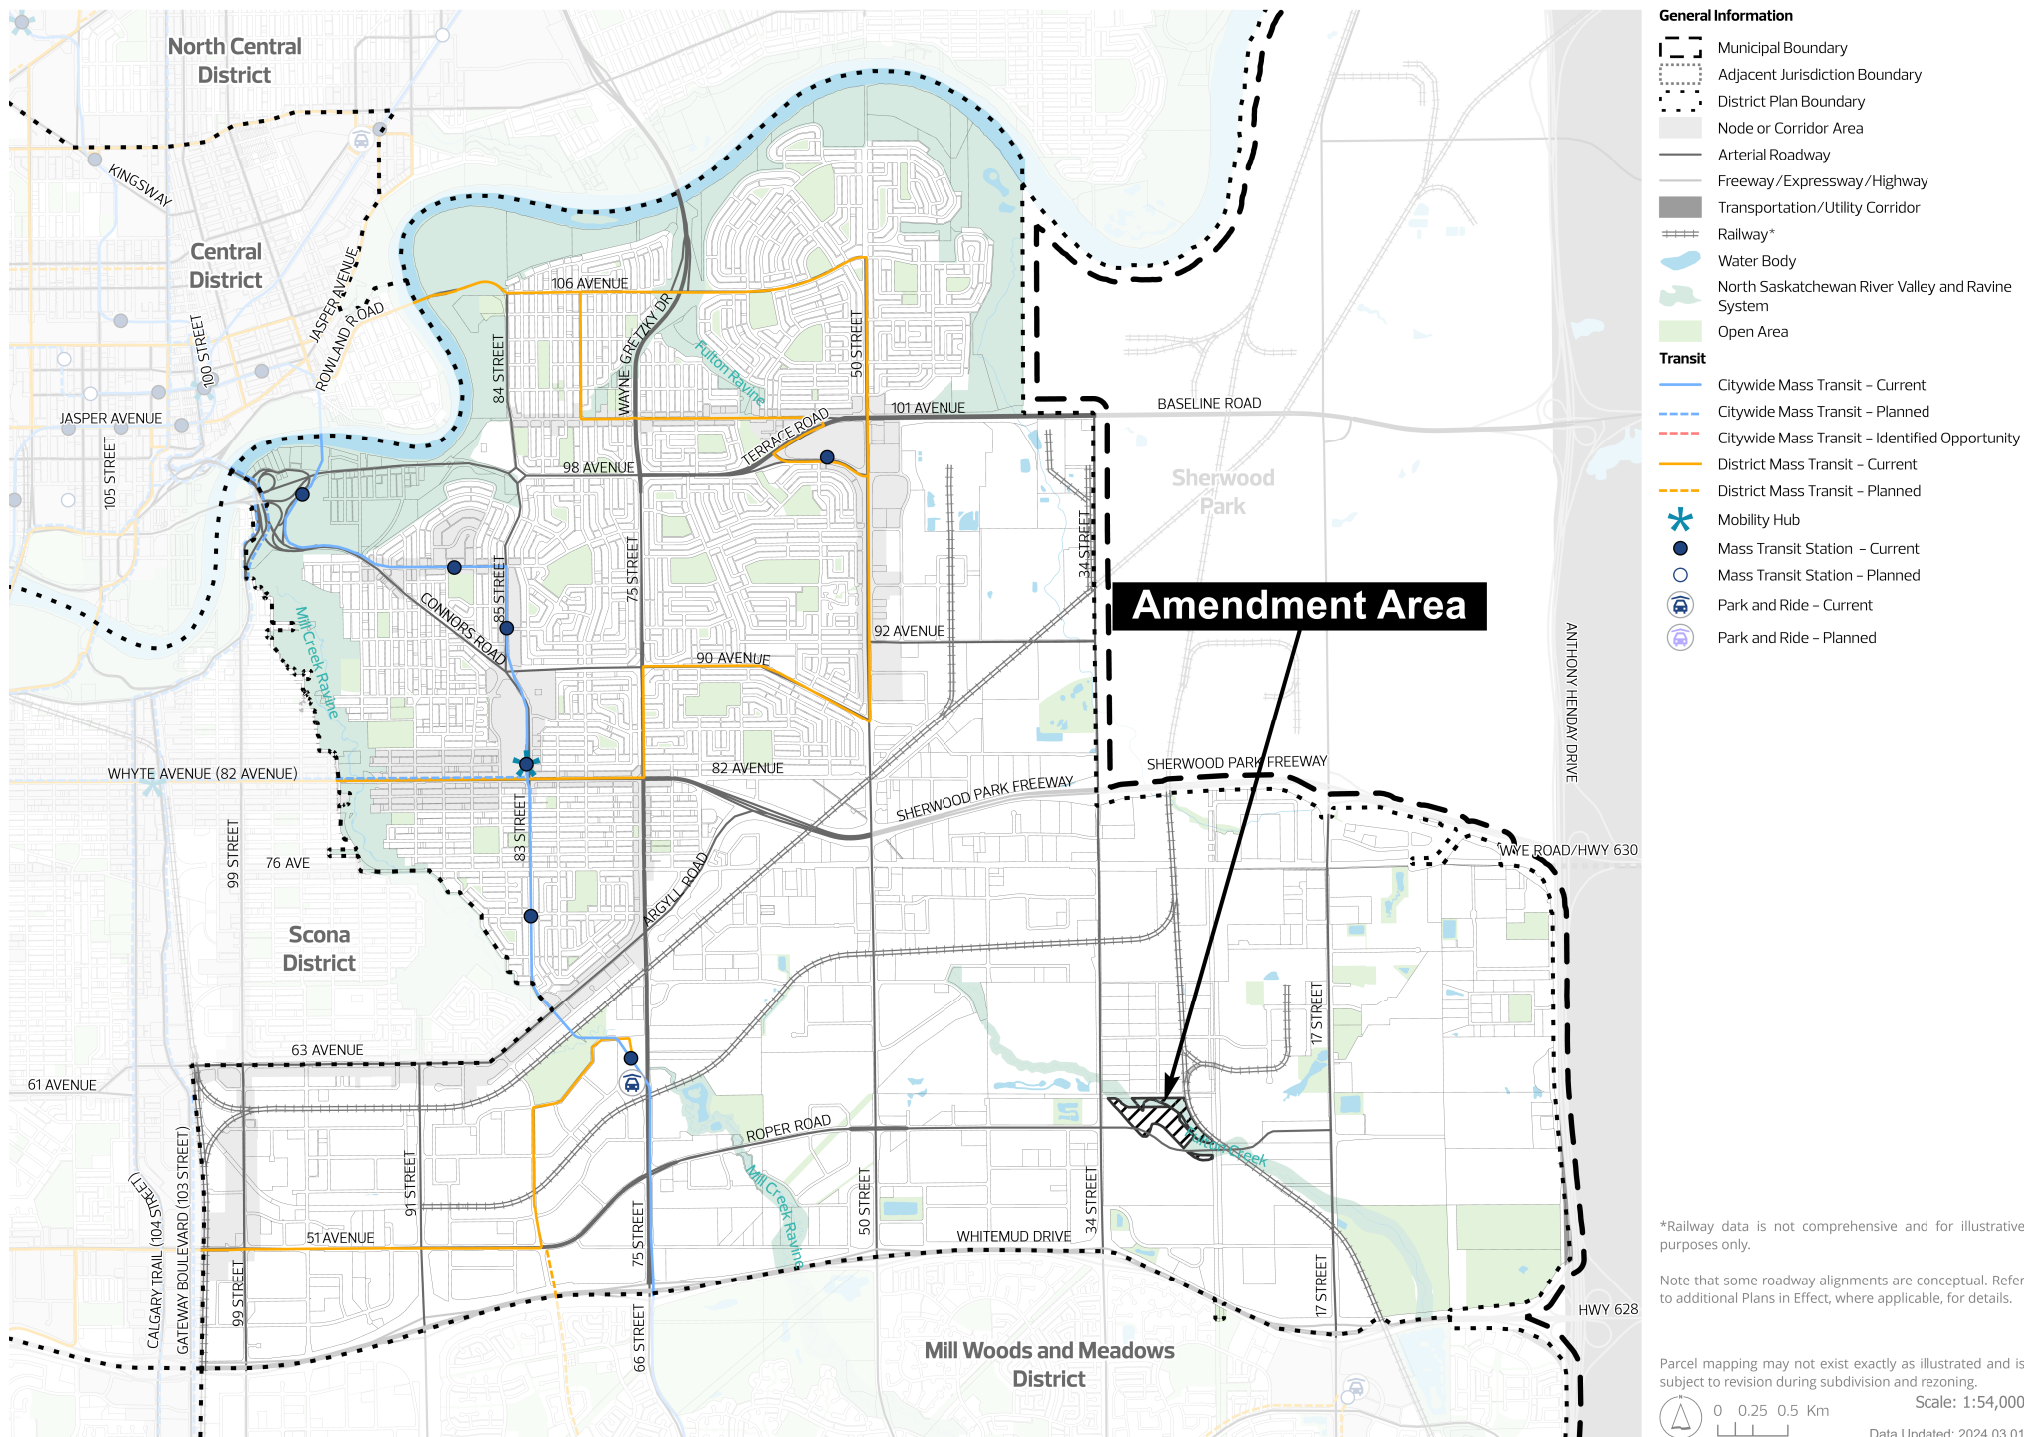 North Central
District
Central
District
KINGSWAY
JASPER AVENUE
ROWLAND ROAD
100 STREET
JASPER AVENUE
105 STREET
106 AVENUE
84 STREET
WAYNE GRETZKY DR
Fulton Ravine
50 STREET
101 AVENUE
BASELINE ROAD
TERRACE ROAD
98 AVENUE
Sherwood
Park
34 STREET
75 STREET
85 STREET
CONNORS ROAD
Mill Creek Ravine
92 AVENUE
90 AVENUE
Amendment Area
ANTHONY HENDAY DRIVE
WHYTE AVENUE (82 AVENUE)
82 AVENUE
SHERWOOD PARK FREEWAY
SHERWOOD PARK FREEWAY
83 STREET
99 STREET
76 AVE
ARGYLL ROAD
WYE ROAD/HWY 630
Scona
District
17 STREET
63 AVENUE
61 AVENUE
ROPER ROAD
Fulton Creek
Mill Creek Ravine
91 STREET
CALGARY TRAIL (104 STREET)
GATEWAY BOULEVARD (103 STREET)
50 STREET
34 STREET
75 STREET
51 AVENUE
WHITEMUD DRIVE
99 STREET
17 STREET
HWY 628
66 STREET
Mill Woods and Meadows
District
General Information
Municipal Boundary
Adjacent Jurisdiction Boundary
District Plan Boundary
Node or Corridor Area
Arterial Roadway
Freeway/Expressway/Highway
Transportation/Utility Corridor
Railway*
Water Body
North Saskatchewan River Valley and Ravine
System
Open Area
Transit
Citywide Mass Transit - Current
Citywide Mass Transit - Planned
Citywide Mass Transit - Identified Opportunity
District Mass Transit - Current
District Mass Transit - Planned
Mobility Hub
Mass Transit Station - Current
Mass Transit Station - Planned
Park and Ride - Current
Park and Ride - Planned
*Railway data is not comprehensive and for illustrative
purposes only.
Note that some roadway alignments are conceptual. Refer
to additional Plans in Effect, where applicable, for details.
Parcel mapping may not exist exactly as illustrated and is
subject to revision during subdivision and rezoning.
Scale: 1:54,000
N
0 0.25 0.5 Km
Data Updated: 2024.03.01